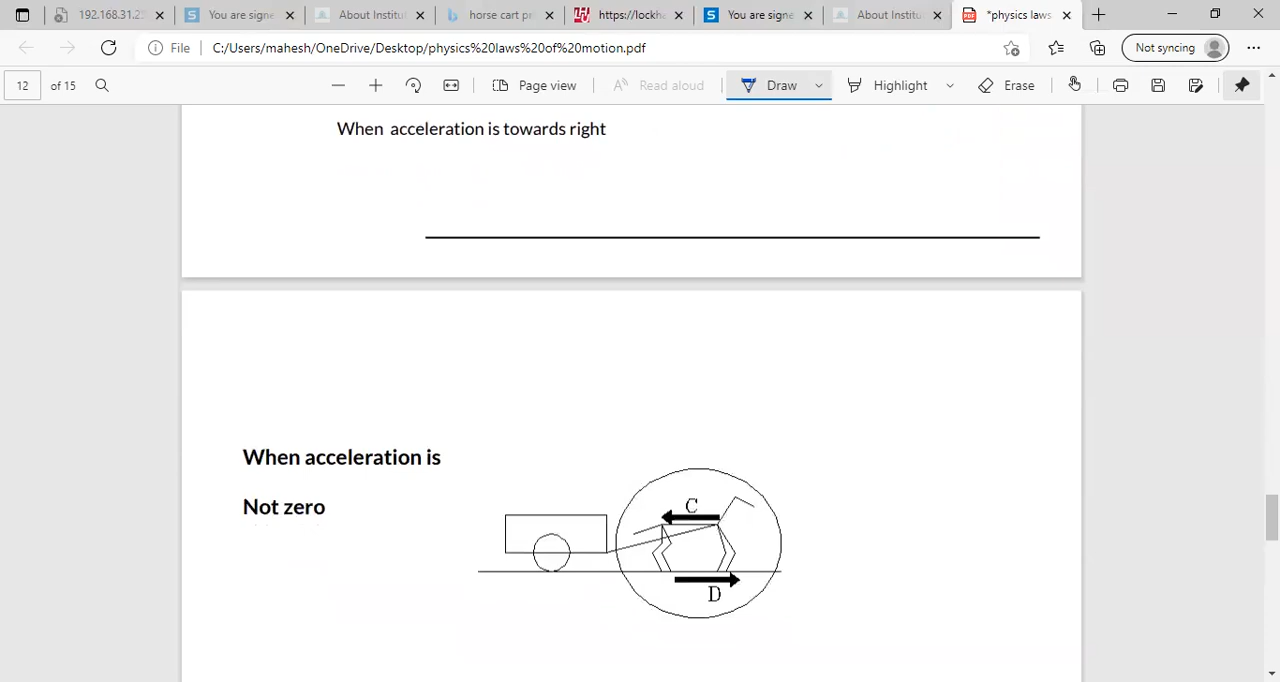 192.168.31.2
You are signe
About Institu
horse cart pr
https://lockha
You are signe
About Institu
*physics laws
File
C:/Users/mahesh/OneDrive/Desktop/physics%20laws%20of%20motion.pdf
Not syncing
12 of 15
Page view
Read aloud
Draw
Highlight
Erase
When acceleration is towards right
When acceleration is
Not zero
C
D